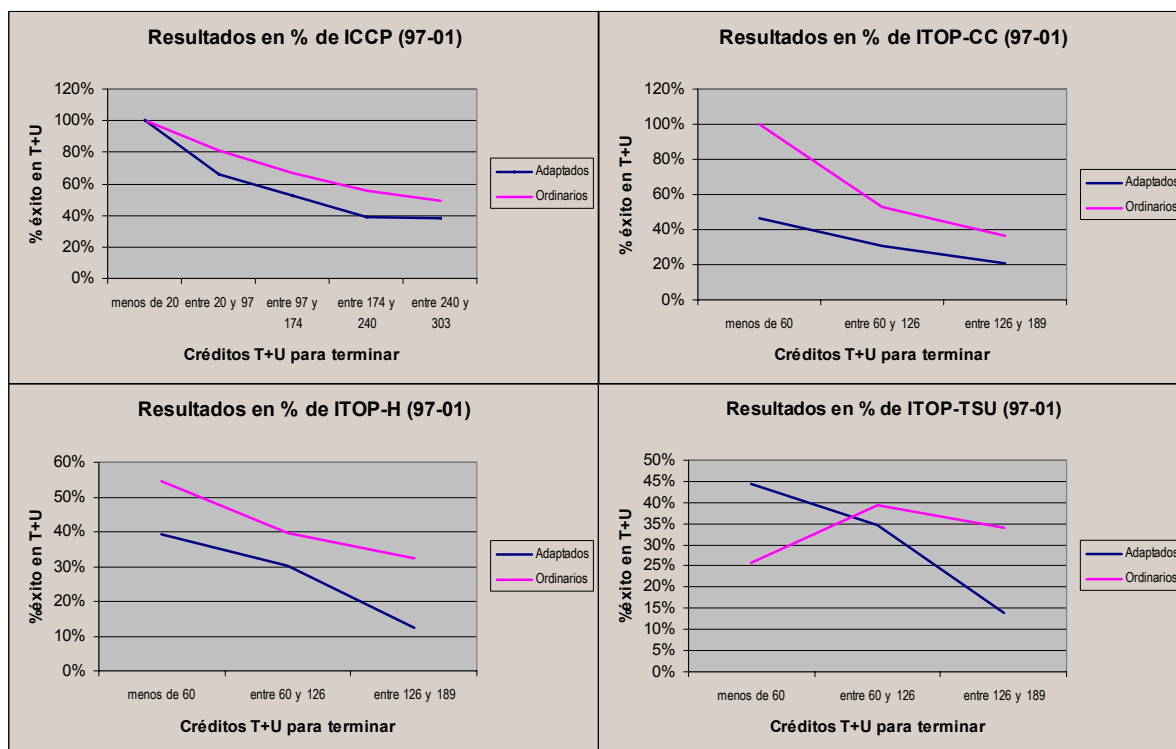 Resultados en % de ICCP (97-01)
120%
100%
80%
60%
40%
20%
0%
% éxito en T+U
menos de 20
entre 20 y 97
entre 97 y
174
entre 174 y
240
entre 240 y
303
Créditos T+U para terminar
Adaptados
Ordinarios
Resultados en % de ITOP-CC (97-01)
120%
100%
80%
60%
40%
20%
0%
% éxito en T+U
menos de 60
entre 60 y 126
entre 126 y 189
Créditos T+U para terminar
Adaptados
Ordinarios
Resultados en % de ITOP-H (97-01)
60%
50%
40%
30%
20%
10%
0%
%éxito en T+U
menos de 60
entre 60 y 126
entre 126 y 189
Créditos T+U para terminar
Adaptados
Ordinarios
Resultados en % de ITOP-TSU (97-01)
50%
45%
40%
35%
30%
25%
20%
15%
10%
5%
0%
%éxito en T+U
menos de 60
entre 60 y 126
entre 126 y 189
Créditos T+U para terminar
Adaptados
Ordinarios